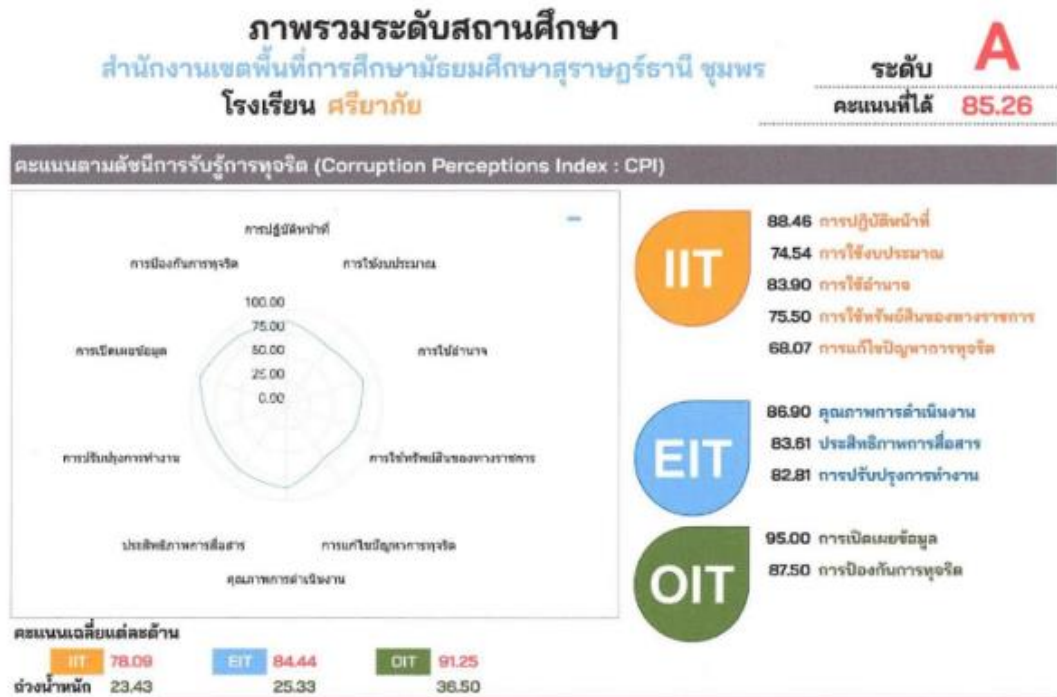 ภาพรวมระดับสถานศึกษา
สำนักงานเขตพื้นที่การศึกษามัธยมศึกษาสุราษฎร์ธานี ชุมพร
โรงเรียน ศรียาภัย
ระดับ A
คะแนนที่ได้ 85.26
คะแนนตามดัชนีการรับรู้การทุจริต (Corruption Perceptions Index : CPI)
การปฏิบัติหน้าที่
การป้องกันการทุจริต
การใช้งบประมาณ
100.00
75.00
50.00
25.00
0.00
การเปิดเผยข้อมูล
การใช้อำนาจ
การปรับปรุงการทำงาน
การใช้ทรัพย์สินของทางราชการ
ประสิทธิภาพการสื่อสาร
การแก้ไขปัญหาการทุจริต
คุณภาพการดำเนินงาน
IIT
88.46 การปฏิบัติหน้าที่
74.54 การใช้งบประมาณ
83.90 การใช้อำนาจ
75.50 การใช้ทรัพย์สินของทางราชการ
68.07 การแก้ไขปัญหาการทุจริต
EIT
86.90 คุณภาพการดำเนินงาน
83.61 ประสิทธิภาพการสื่อสาร
82.81 การปรับปรุงการทำงาน
OIT
95.00 การเปิดเผยข้อมูล
87.50 การป้องกันการทุจริต
คะแนนเฉลี่ยแต่ละด้าน
IIT 78.09 EIT 84.44 OIT 91.25
ถ่วงน้ำหนัก 23.43 25.33 36.50